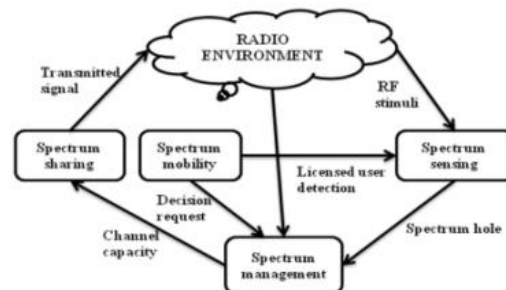 RADIO
ENVIRONMENT
Transmitted
signal
RF
stimuli
Spectrum
sharing
Spectrum
mobility
Spectrum
sensing
Licensed user
detection
Decision
request
Channel
capacity
Spectrum hole
Spectrum
management